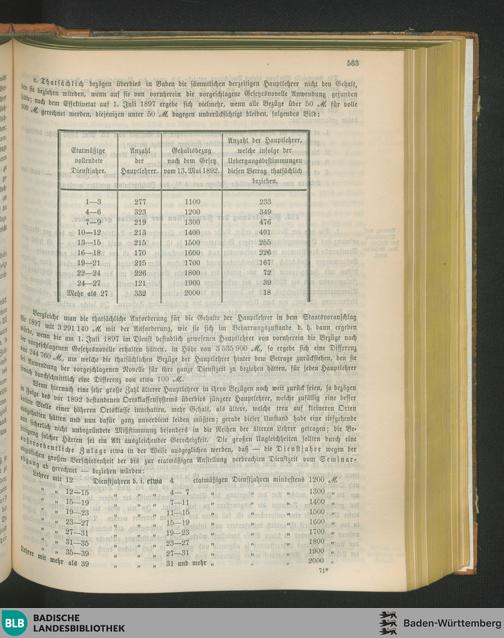 563
c. Thatsächlich bezögen überdies in Baden die sämmtlichen derzeitigen Hauptlehrer nicht den Gehalt,
den sie beziehen würden, wenn auf sie von vornherein die vorgeschlagene Gesetzesnovelle Anwendung gefunden
hätte; nach dem Effektivetat auf 1. Juli 1897 ergebe sich vielmehr, wenn alle Bezüge über 50 ℳ für volle
100 ℳ gerechnet werden, diejenigen unter 50 ℳ dagegen unberücksichtigt bleiben, folgendes Bild:
Etatmäßige vollendete Dienstjahre. | Anzahl der Hauptlehrer. | Gehaltsbezug nach dem Gesetz vom 13. Mai 1892. | Anzahl der Hauptlehrer, welche infolge der Uebergangsbestimmungen diesen Betrag thatsächlich beziehen.
1—3 277 1100 233
4—6 323 1200 349
7—9 219 1300 476
10—12 213 1400 401
13—15 215 1500 255
16—18 170 1600 226
19—21 215 1700 167
22—24 226 1800 72
24—27 121 1900 39
Mehr als 27 332 2000 18
Vergleiche man die thatsächliche Anforderung für die Gehalte der Hauptlehrer in dem Staatsvoranschlag
für 1897 mit 3 291 140 ℳ mit der Anforderung, wie sie sich im Beharrungszustande d. h. dann ergeben
würde, wenn die am 1. Juli 1897 im Dienst befindlich gewesenen Hauptlehrer von vornherein die Bezüge nach
der vorgeschlagenen Gesetzesnovelle erhalten hätten, in Höhe von 3 535 900 ℳ, so ergebe sich eine Differenz
von 244 760 ℳ, um welche die thatsächlichen Bezüge der Hauptlehrer hinter dem Betrage zurückstehen, den sie
bei Anwendung der vorgeschlagenen Novelle für ihre ganze Dienstzeit zu beziehen hätten, für jeden Hauptlehrer
durchschnittlich eine Differenz von etwa 100 ℳ.
Wenn hiernach eine sehr große Zahl älterer Hauptlehrer in ihren Bezügen noch weit zurück seien, so bezögen
in Folge des vor 1892 bestandenen Ortsklassensystems überdies jüngere Hauptlehrer, welche zufällig eine besser
Stelle einer höheren Ortsklasse innehatten, mehr Gehalt, als ältere, welche treu auf kleineren Orten
ausgehalten hätten und nun dafür ganz unverdient leiden müßten; gerade dieser Umstand habe eine tiefgehende
sicherlich nicht unbegründete Mißstimmung besonders in die Reihen der älteren Lehrer getragen; die Beseitigung
solcher Härten sei ein Akt ausgleichender Gerechtigkeit. Die großen Ungleichheiten sollten durch eine
außerordentliche Zulage etwa in der Weise ausgeglichen werden, daß — die Dienstjahre wegen der
großen Verschiedenheit der bis zur etatmäßigen Anstellung verbrachten Dienstzeit vom Seminarabgang
ab gerechnet — beziehen würden:
Lehrer mit 12 Dienstjahren d. i. etwa 4 etatmäßigen Dienstjahren mindestens 1200 ℳ
„ „ 12—15 „ „ „ 4— 7 „ „ „ 1300 „
„ „ 15—19 „ „ „ 7—11 „ „ „ 1400 „
„ „ 19—23 „ „ „ 11—15 „ „ „ 1500 „
„ „ 23—27 „ „ „ 15—19 „ „ „ 1600 „
„ „ 27—31 „ „ „ 19—23 „ „ „ 1700 „
„ „ 31—35 „ „ „ 23—27 „ „ „ 1800 „
„ „ 35—39 „ „ „ 27—31 „ „ „ 1900 „
Lehrer mit mehr als 39 „ „ „ 31 und mehr „ „ „ 2000 „
71*
BLB BADISCHE
LANDESBIBLIOTHEK
Baden-Württemberg